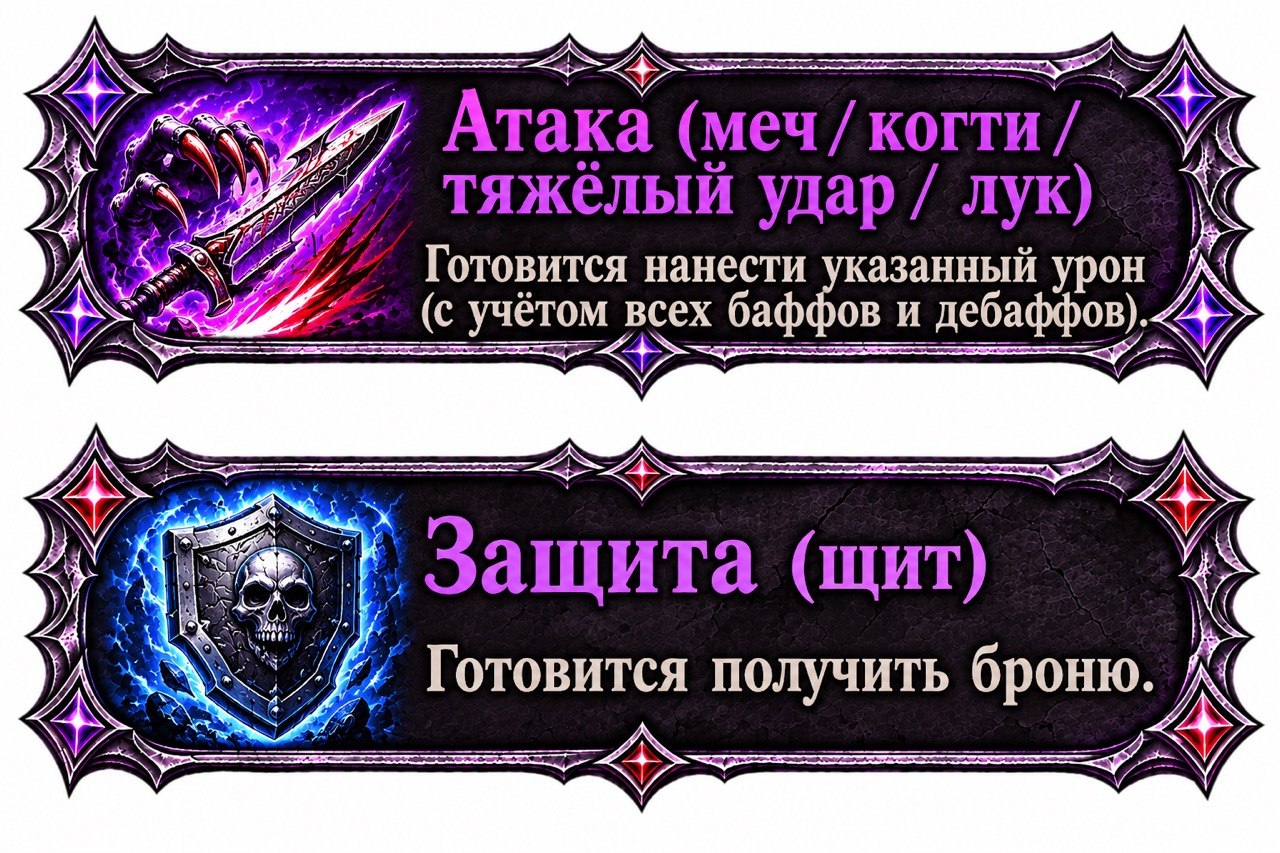 Атака (меч / когти /
тяжёлый удар / лук)
Готовится нанести указанный урон
(с учётом всех баффов и дебаффов).
Защита (щит)
Готовится получить броню.